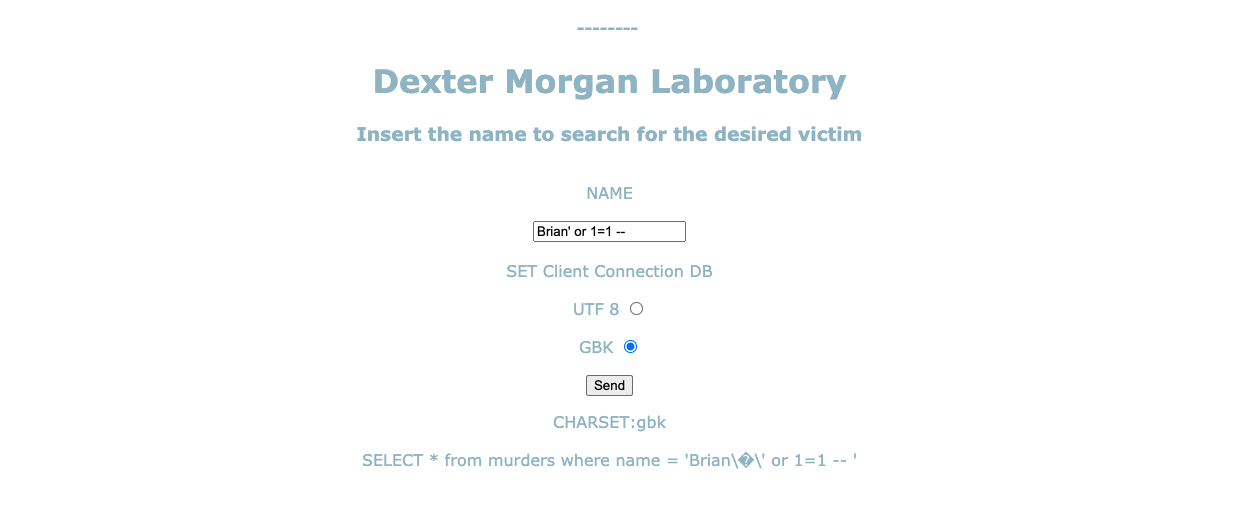 --------
Dexter Morgan Laboratory
Insert the name to search for the desired victim
NAME
Brian' or 1=1 --
SET Client Connection DB
UTF 8
GBK
Send
CHARSET:gbk
SELECT * from murders where name = 'Brian\�\' or 1=1 -- '